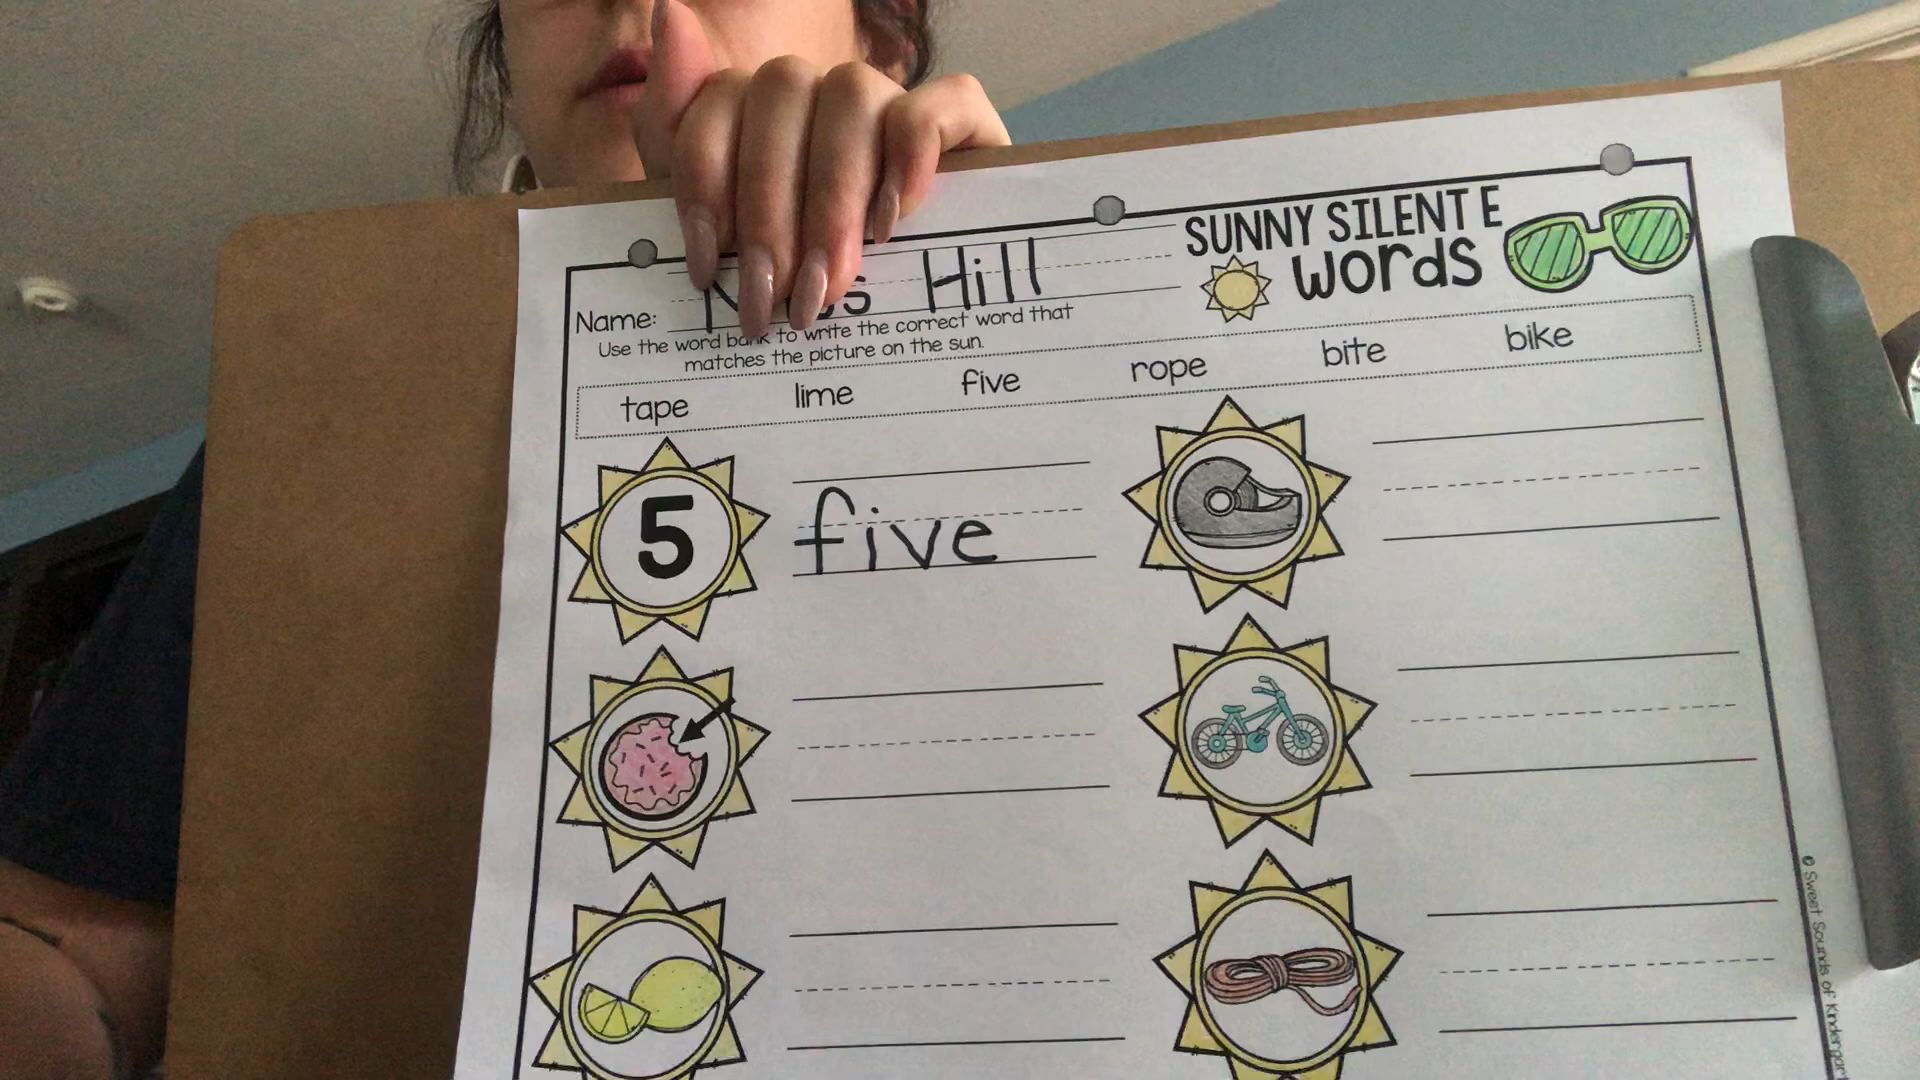 SUNNY SILENT E
words
Name: Hill
Use the word bank to write the correct word that
matches the picture on the sun.
tape lime five rope bite bike
5 five
© Sweet Sounds of Kindergar